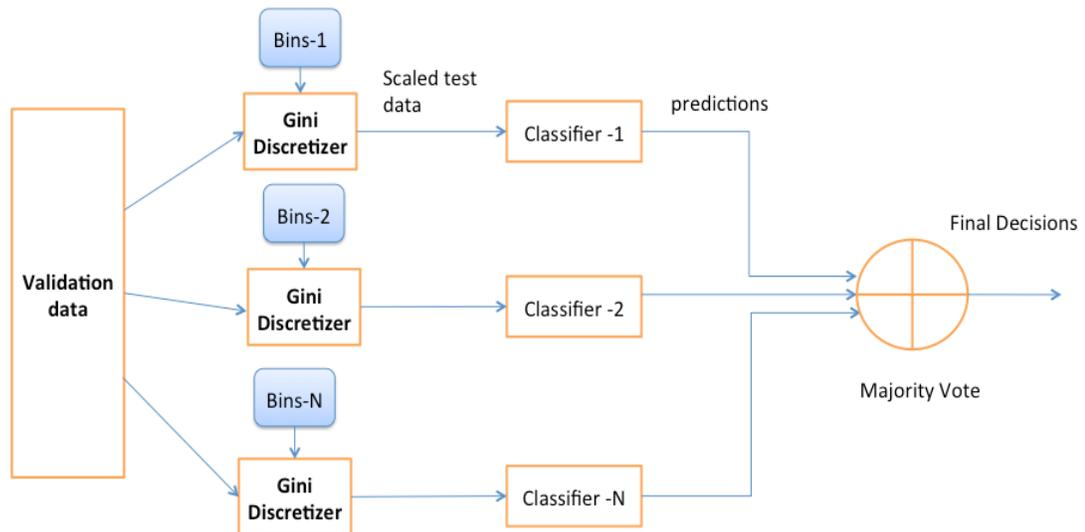 Bins-1
Scaled test
data
Gini
Discretizer
predictions
Classifier -1
Bins-2
Final Decisions
Validation
data
Gini
Discretizer
Classifier -2
Majority Vote
Bins-N
Gini
Discretizer
Classifier -N